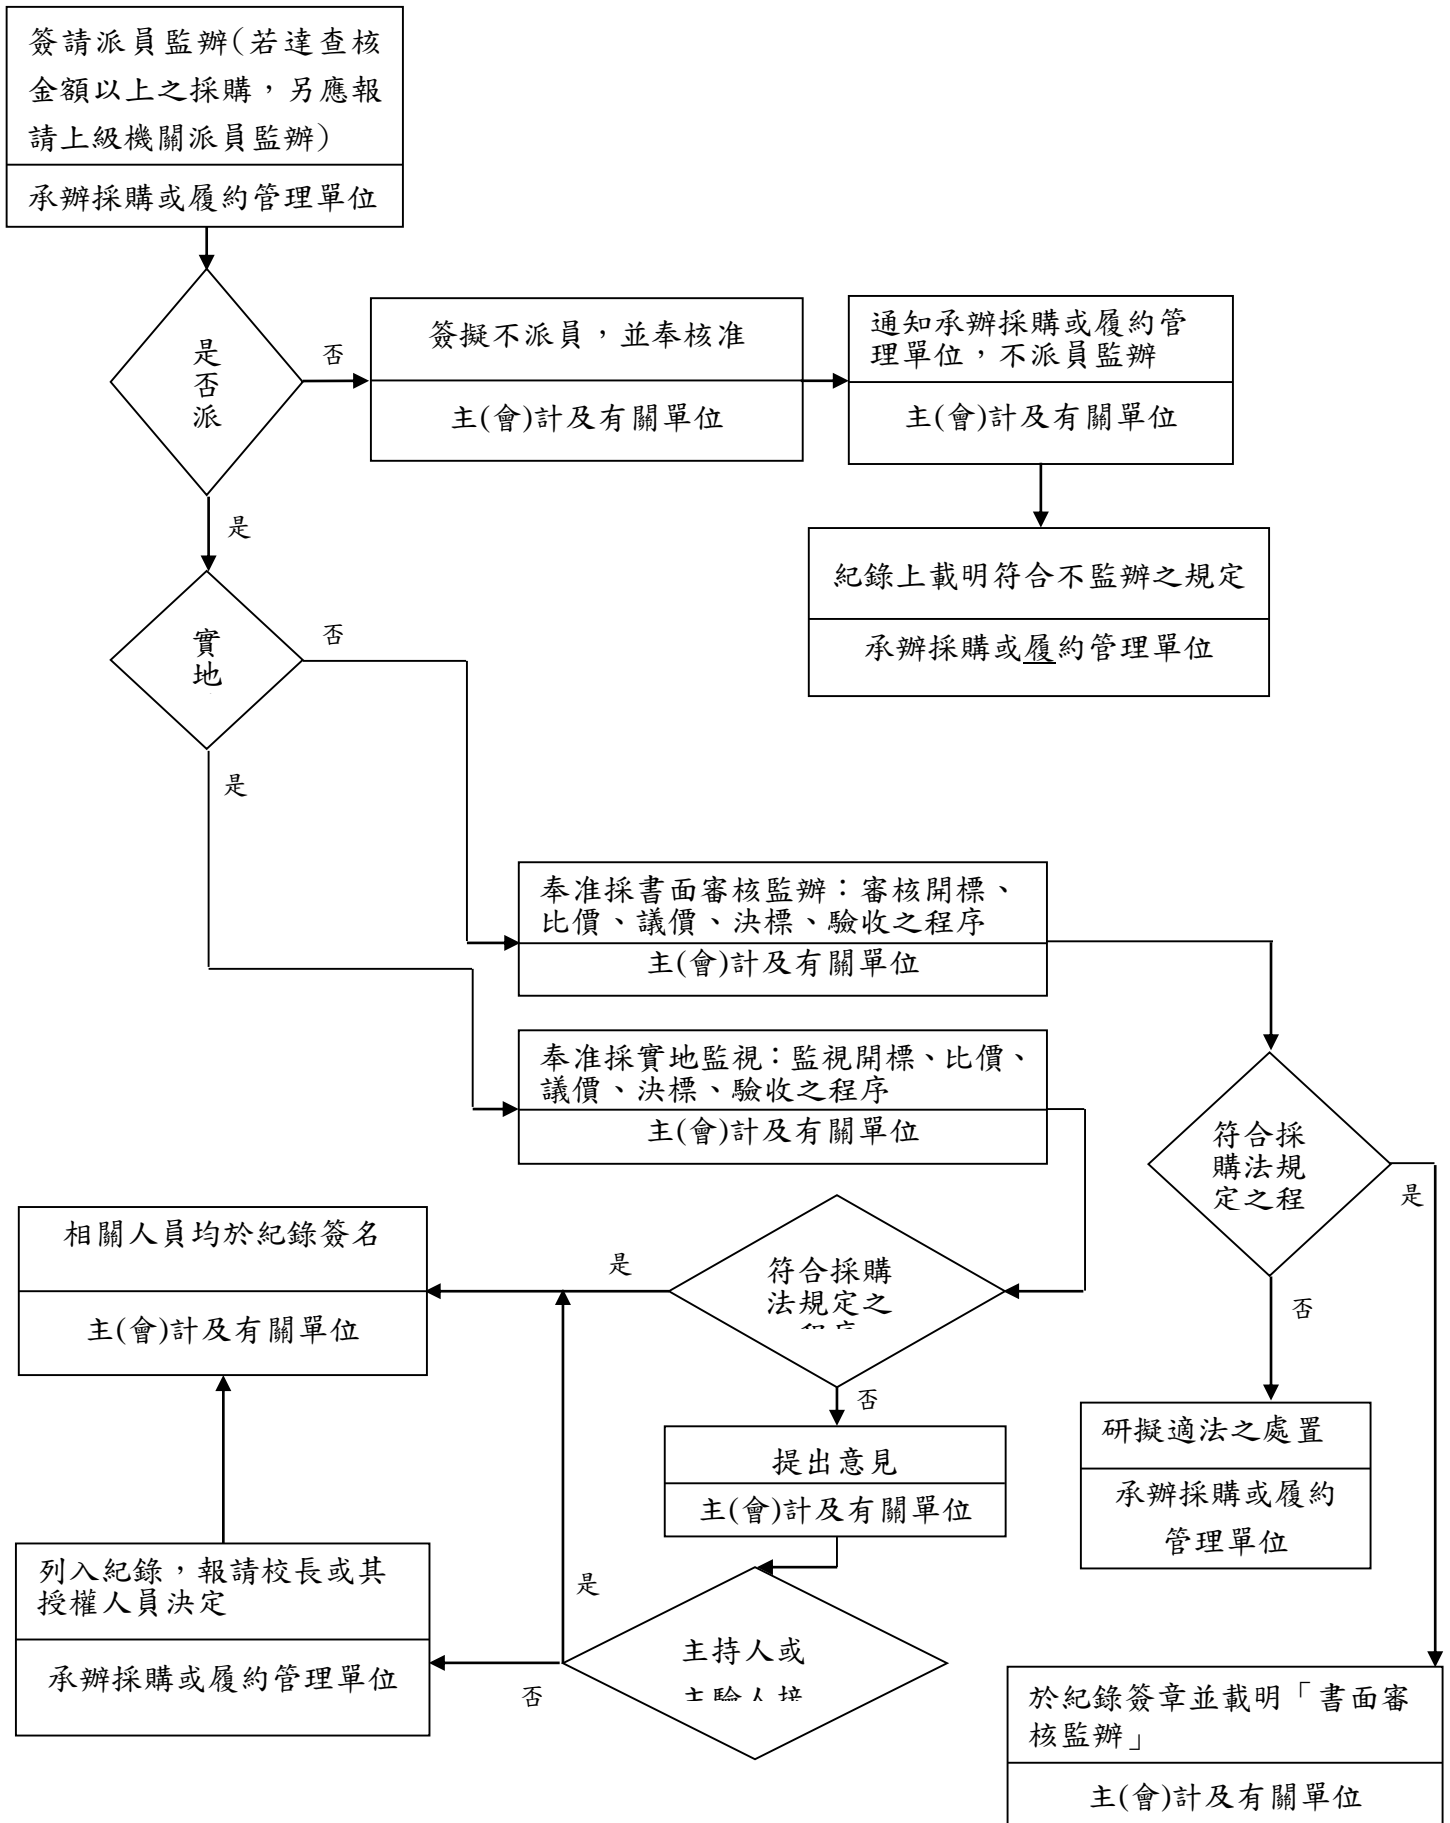 簽請派員監辦(若達查核
金額以上之採購，另應報
請上級機關派員監辦)
承辦採購或履約管理單位
是
否
派
否
簽擬不派員，並奉核准
主(會)計及有關單位
通知承辦採購或履約管
理單位，不派員監辦
主(會)計及有關單位
是
紀錄上載明符合不監辦之規定
承辦採購或履約管理單位
實
地
否
是
奉准採書面審核監辦：審核開標、
比價、議價、決標、驗收之程序
主(會)計及有關單位
奉准採實地監視：監視開標、比價、
議價、決標、驗收之程序
主(會)計及有關單位
符合採
購法規
定之程
是
否
相關人員均於紀錄簽名
主(會)計及有關單位
是
符合採購
法規定之
程序
否
提出意見
主(會)計及有關單位
研擬適法之處置
承辦採購或履約
管理單位
列入紀錄，報請校長或其
授權人員決定
承辦採購或履約管理單位
是
否
主持人或
主驗人接
於紀錄簽章並載明「書面審
核監辦」
主(會)計及有關單位